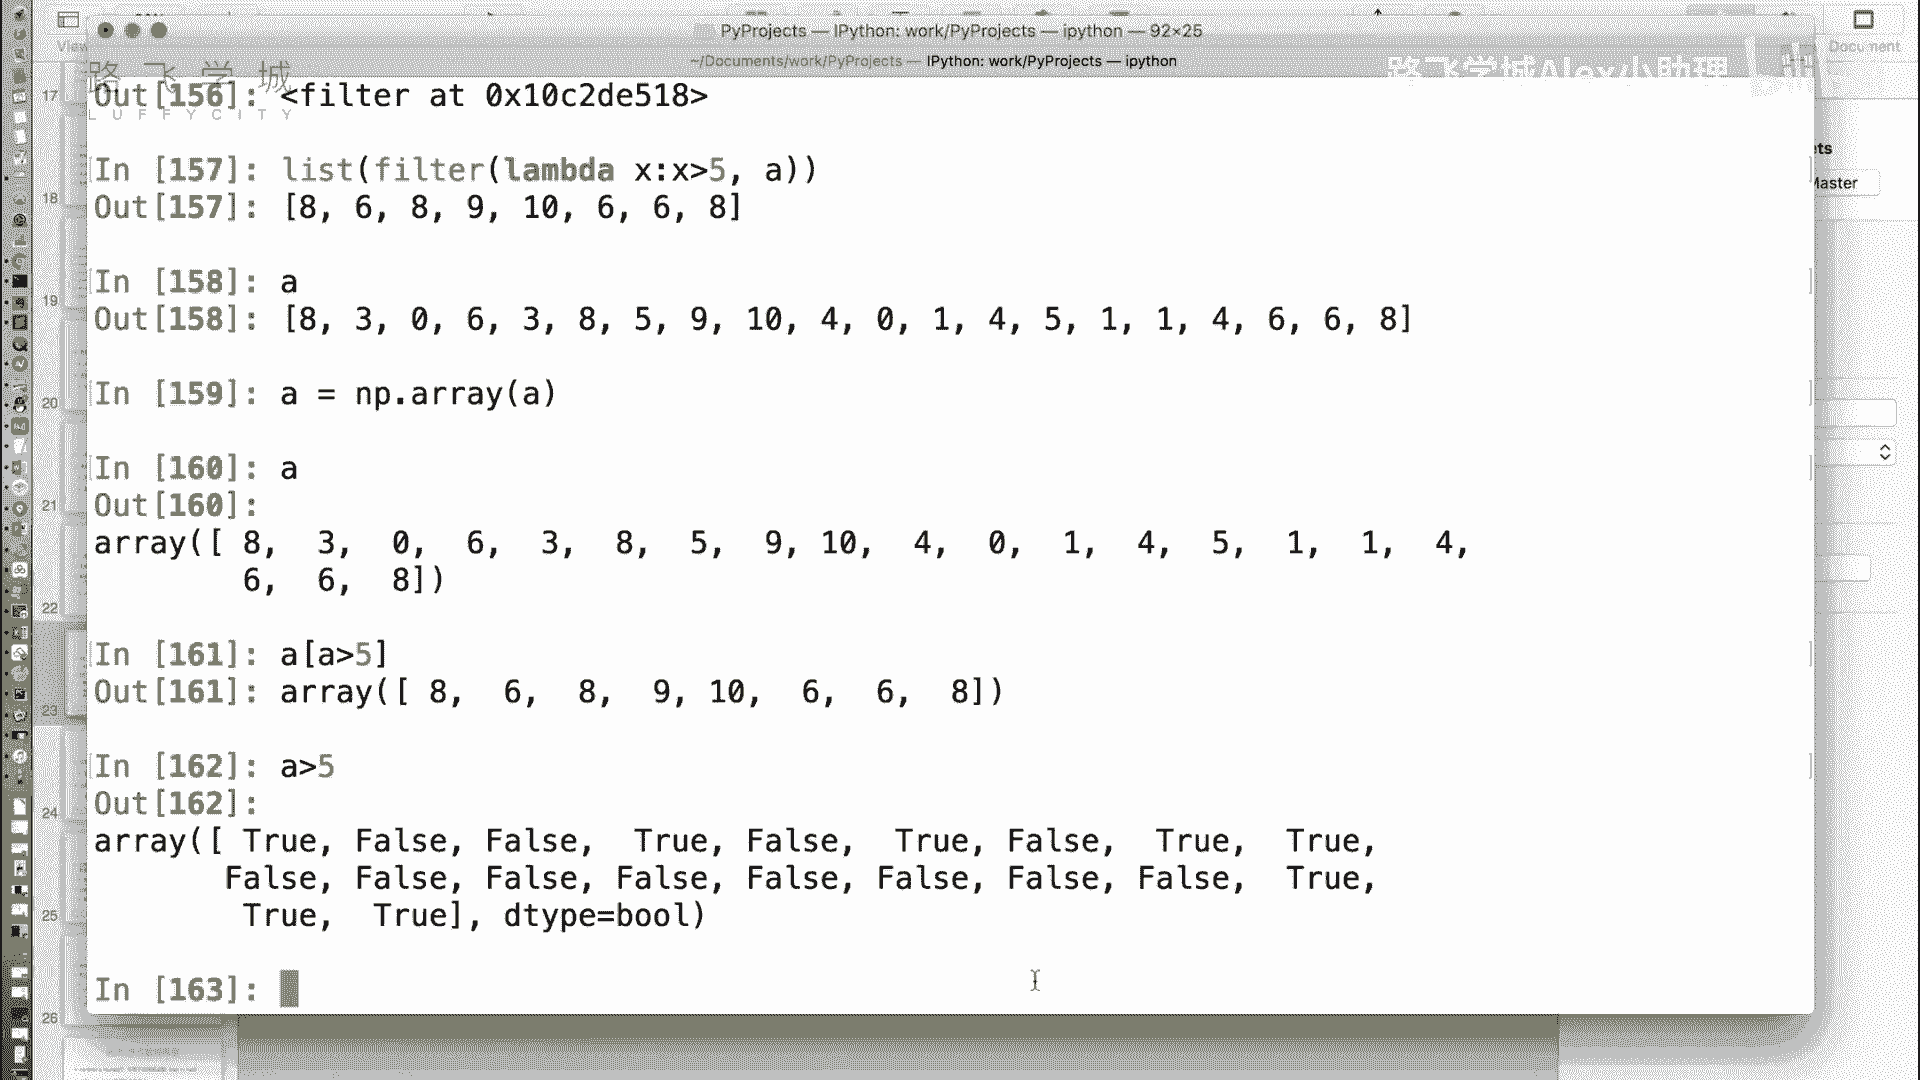 PyProjects — IPython: work/PyProjects — ipython — 92×25
~/Documents/work/PyProjects — IPython: work/PyProjects — ipython
View
Document
路飞学城
LUFFYCITY
路飞学城Alex小助理
Out[156]: <filter at 0x10c2de518>
In [157]: list(filter(lambda x:x>5, a))
Out[157]: [8, 6, 8, 9, 10, 6, 6, 8]
In [158]: a
Out[158]: [8, 3, 0, 6, 3, 8, 5, 9, 10, 4, 0, 1, 4, 5, 1, 1, 4, 6, 6, 8]
In [159]: a = np.array(a)
In [160]: a
Out[160]:
array([ 8,  3,  0,  6,  3,  8,  5,  9, 10,  4,  0,  1,  4,  5,  1,  1,  4,
        6,  6,  8])
In [161]: a[a>5]
Out[161]: array([ 8,  6,  8,  9, 10,  6,  6,  8])
In [162]: a>5
Out[162]:
array([ True, False, False,  True, False,  True, False,  True,  True,
       False, False, False, False, False, False, False, False,  True,
        True,  True], dtype=bool)
In [163]:
17
18
19
20
21
22
23
24
25
26
ets
Master